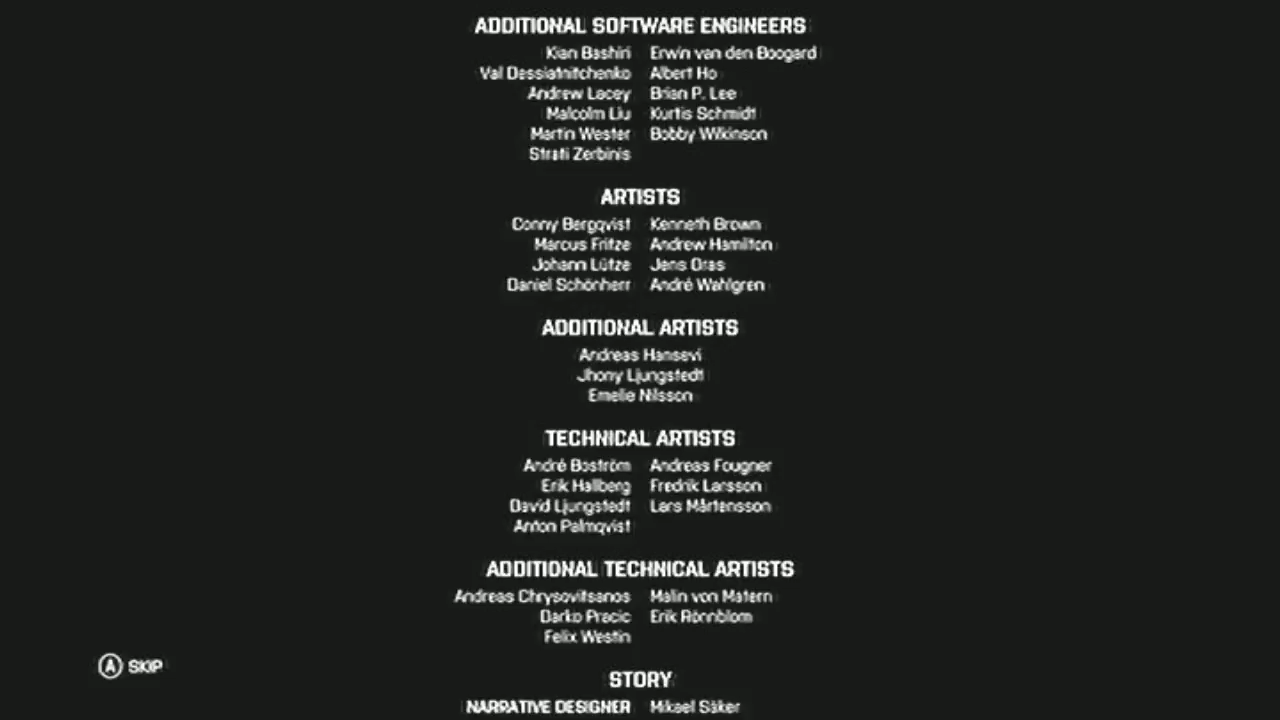 ADDITIONAL SOFTWARE ENGINEERS
Kian Bashiri Erwin van den Boogard
Val Dessiatnitchenko Albert Ho
Andrew Lacey Brian P. Lee
Malcolm Liu Kurtis Schmidt
Martin Wester Bobby Wilkinson
Strati Zerbinis
ARTISTS
Conny Bergqvist Kenneth Brown
Marcus Fritze Andrew Hamilton
Johann Lütze Jens Oras
Daniel Schönherr André Wahlgren
ADDITIONAL ARTISTS
Andreas Hansevi
Jhony Ljungstedt
Emelie Nilsson
TECHNICAL ARTISTS
André Boström Andreas Fougner
Erik Hallberg Fredrik Larsson
David Ljungstedt Lars Mårtensson
Anton Palmqvist
ADDITIONAL TECHNICAL ARTISTS
Andreas Chrysovitsanos Malin von Matern
Darko Pracic Erik Rönnblom
Felix Westin
A SKIP
STORY
NARRATIVE DESIGNER Mikael Säker